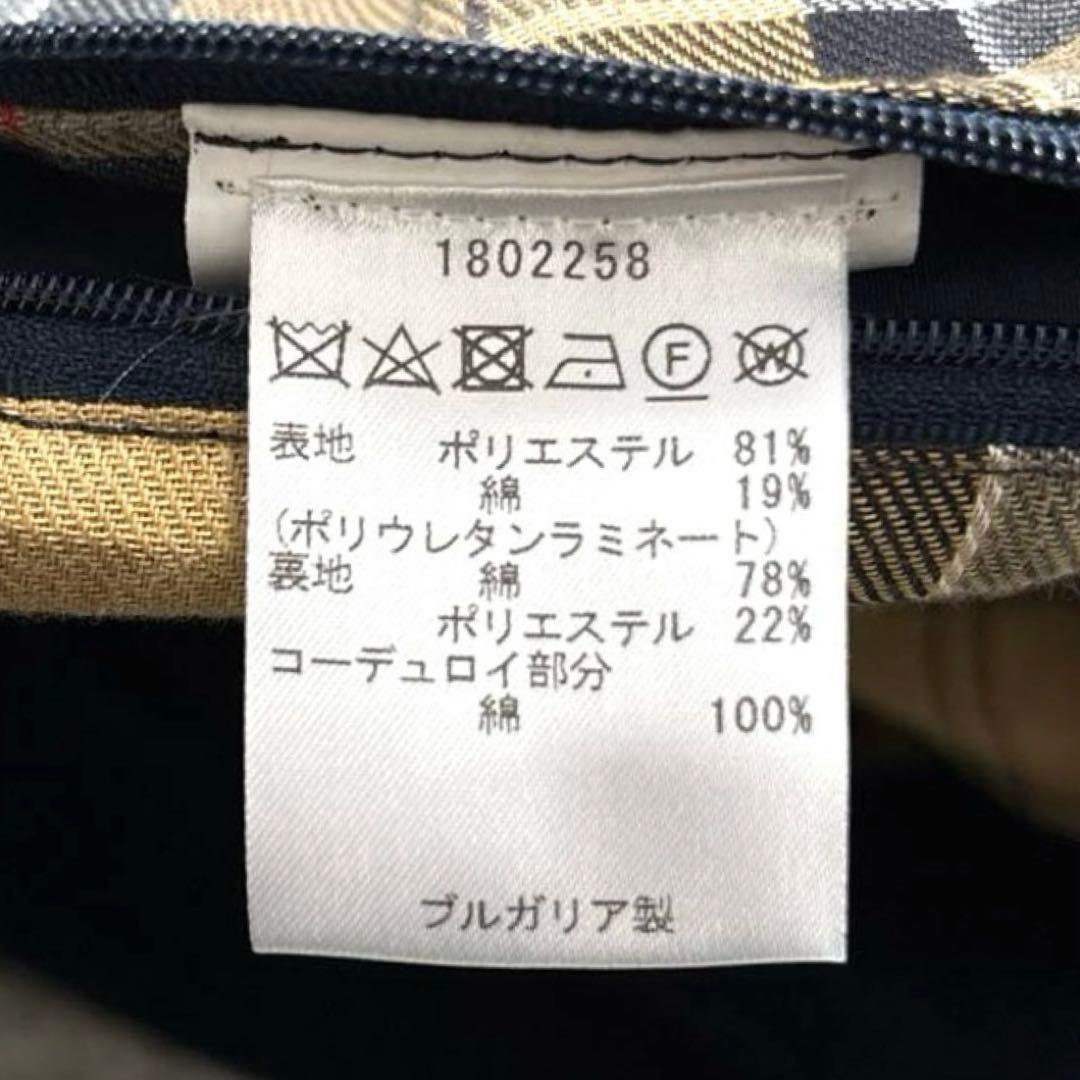 1802258
F W
表地 ポリエステル 81%
綿 19%
(ポリウレタンラミネート)
裏地 綿 78%
ポリエステル 22%
コーデュロイ部分
綿 100%
ブルガリア製